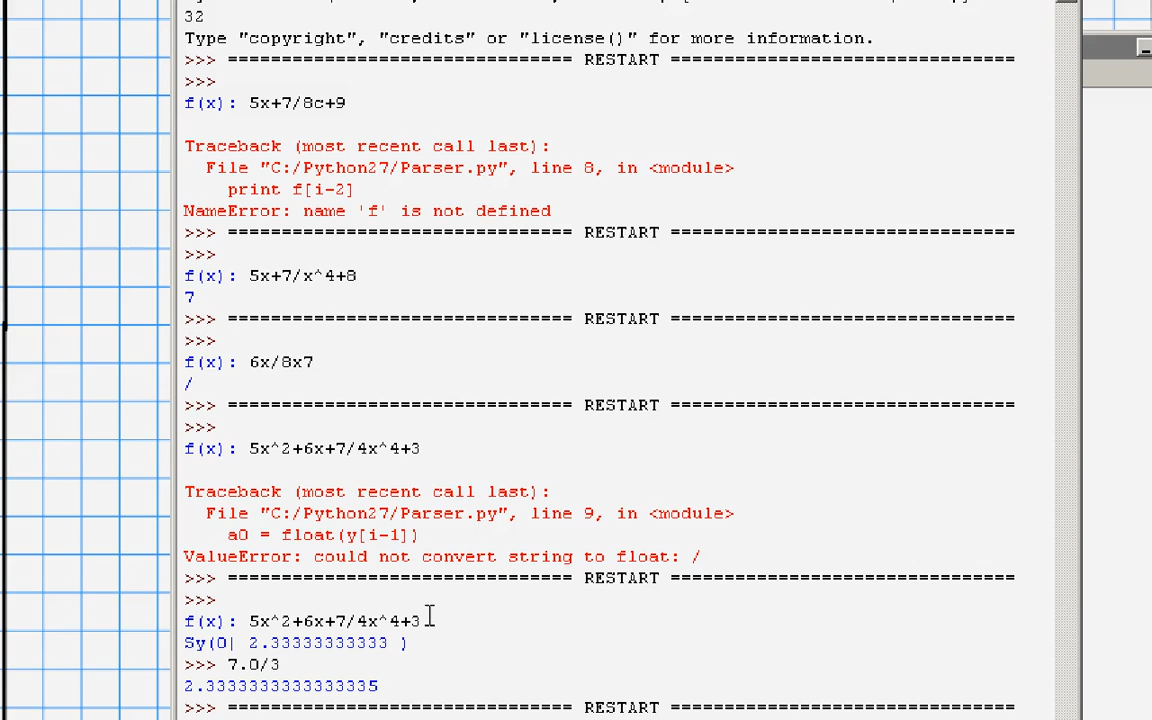 32
Type "copyright", "credits" or "license()" for more information.
>>> ================================ RESTART ================================
>>>
f(x): 5x+7/8c+9
Traceback (most recent call last):
  File "C:/Python27/Parser.py", line 8, in <module>
    print f[i-2]
NameError: name 'f' is not defined
>>> ================================ RESTART ================================
>>>
f(x): 5x+7/x^4+8
7
>>> ================================ RESTART ================================
>>>
f(x): 6x/8x7
/
>>> ================================ RESTART ================================
>>>
f(x): 5x^2+6x+7/4x^4+3
Traceback (most recent call last):
  File "C:/Python27/Parser.py", line 9, in <module>
    a0 = float(y[i-1])
ValueError: could not convert string to float: /
>>> ================================ RESTART ================================
>>>
f(x): 5x^2+6x+7/4x^4+3
Sy(0| 2.33333333333 )
>>> 7.0/3
2.3333333333333335
>>> ================================ RESTART ================================